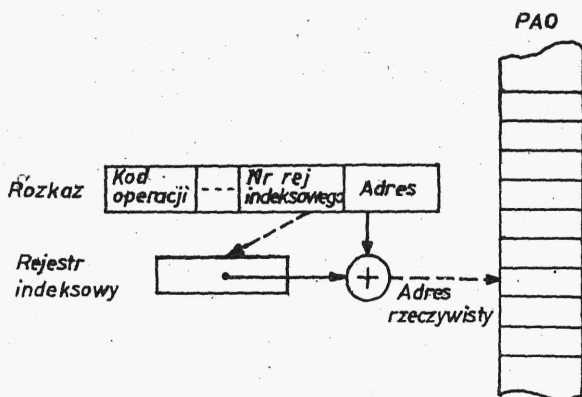 PAO
Rozkaz
Kod
operacji
----
Nr rej
indeksowego
Adres
Rejestr
indeksowy
+
Adres
rzeczywisty